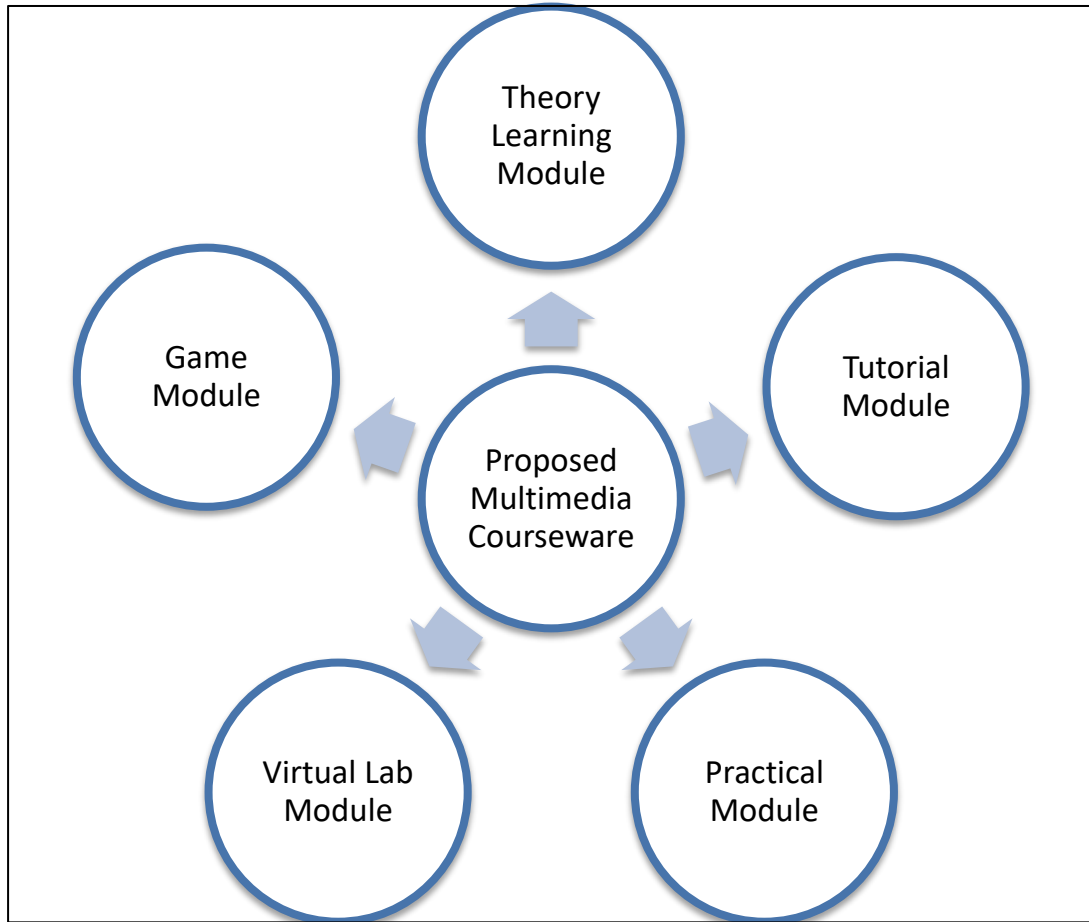 Theory
Learning
Module
Game
Module
Tutorial
Module
Proposed
Multimedia
Courseware
Virtual Lab
Module
Practical
Module